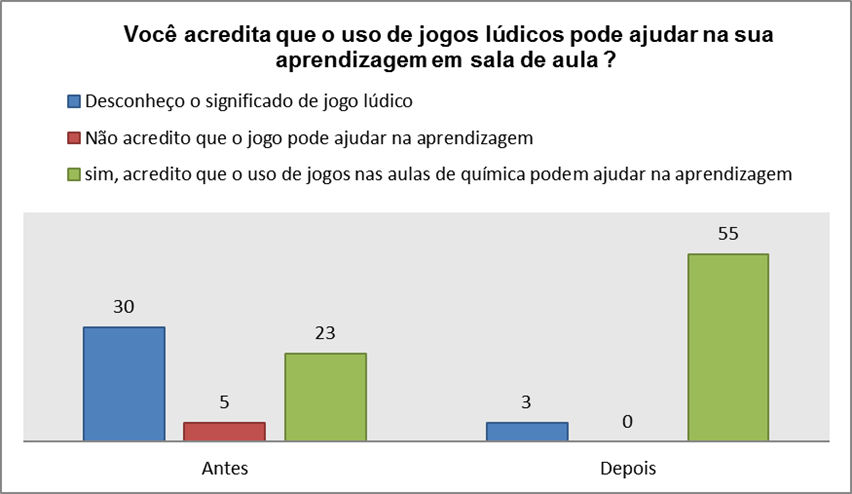 Você acredita que o uso de jogos lúdicos pode ajudar na sua
aprendizagem em sala de aula ?
Desconheço o significado de jogo lúdico
Não acredito que o jogo pode ajudar na aprendizagem
sim, acredito que o uso de jogos nas aulas de química podem ajudar na aprendizagem
30
5
23
3
0
55
Antes
Depois